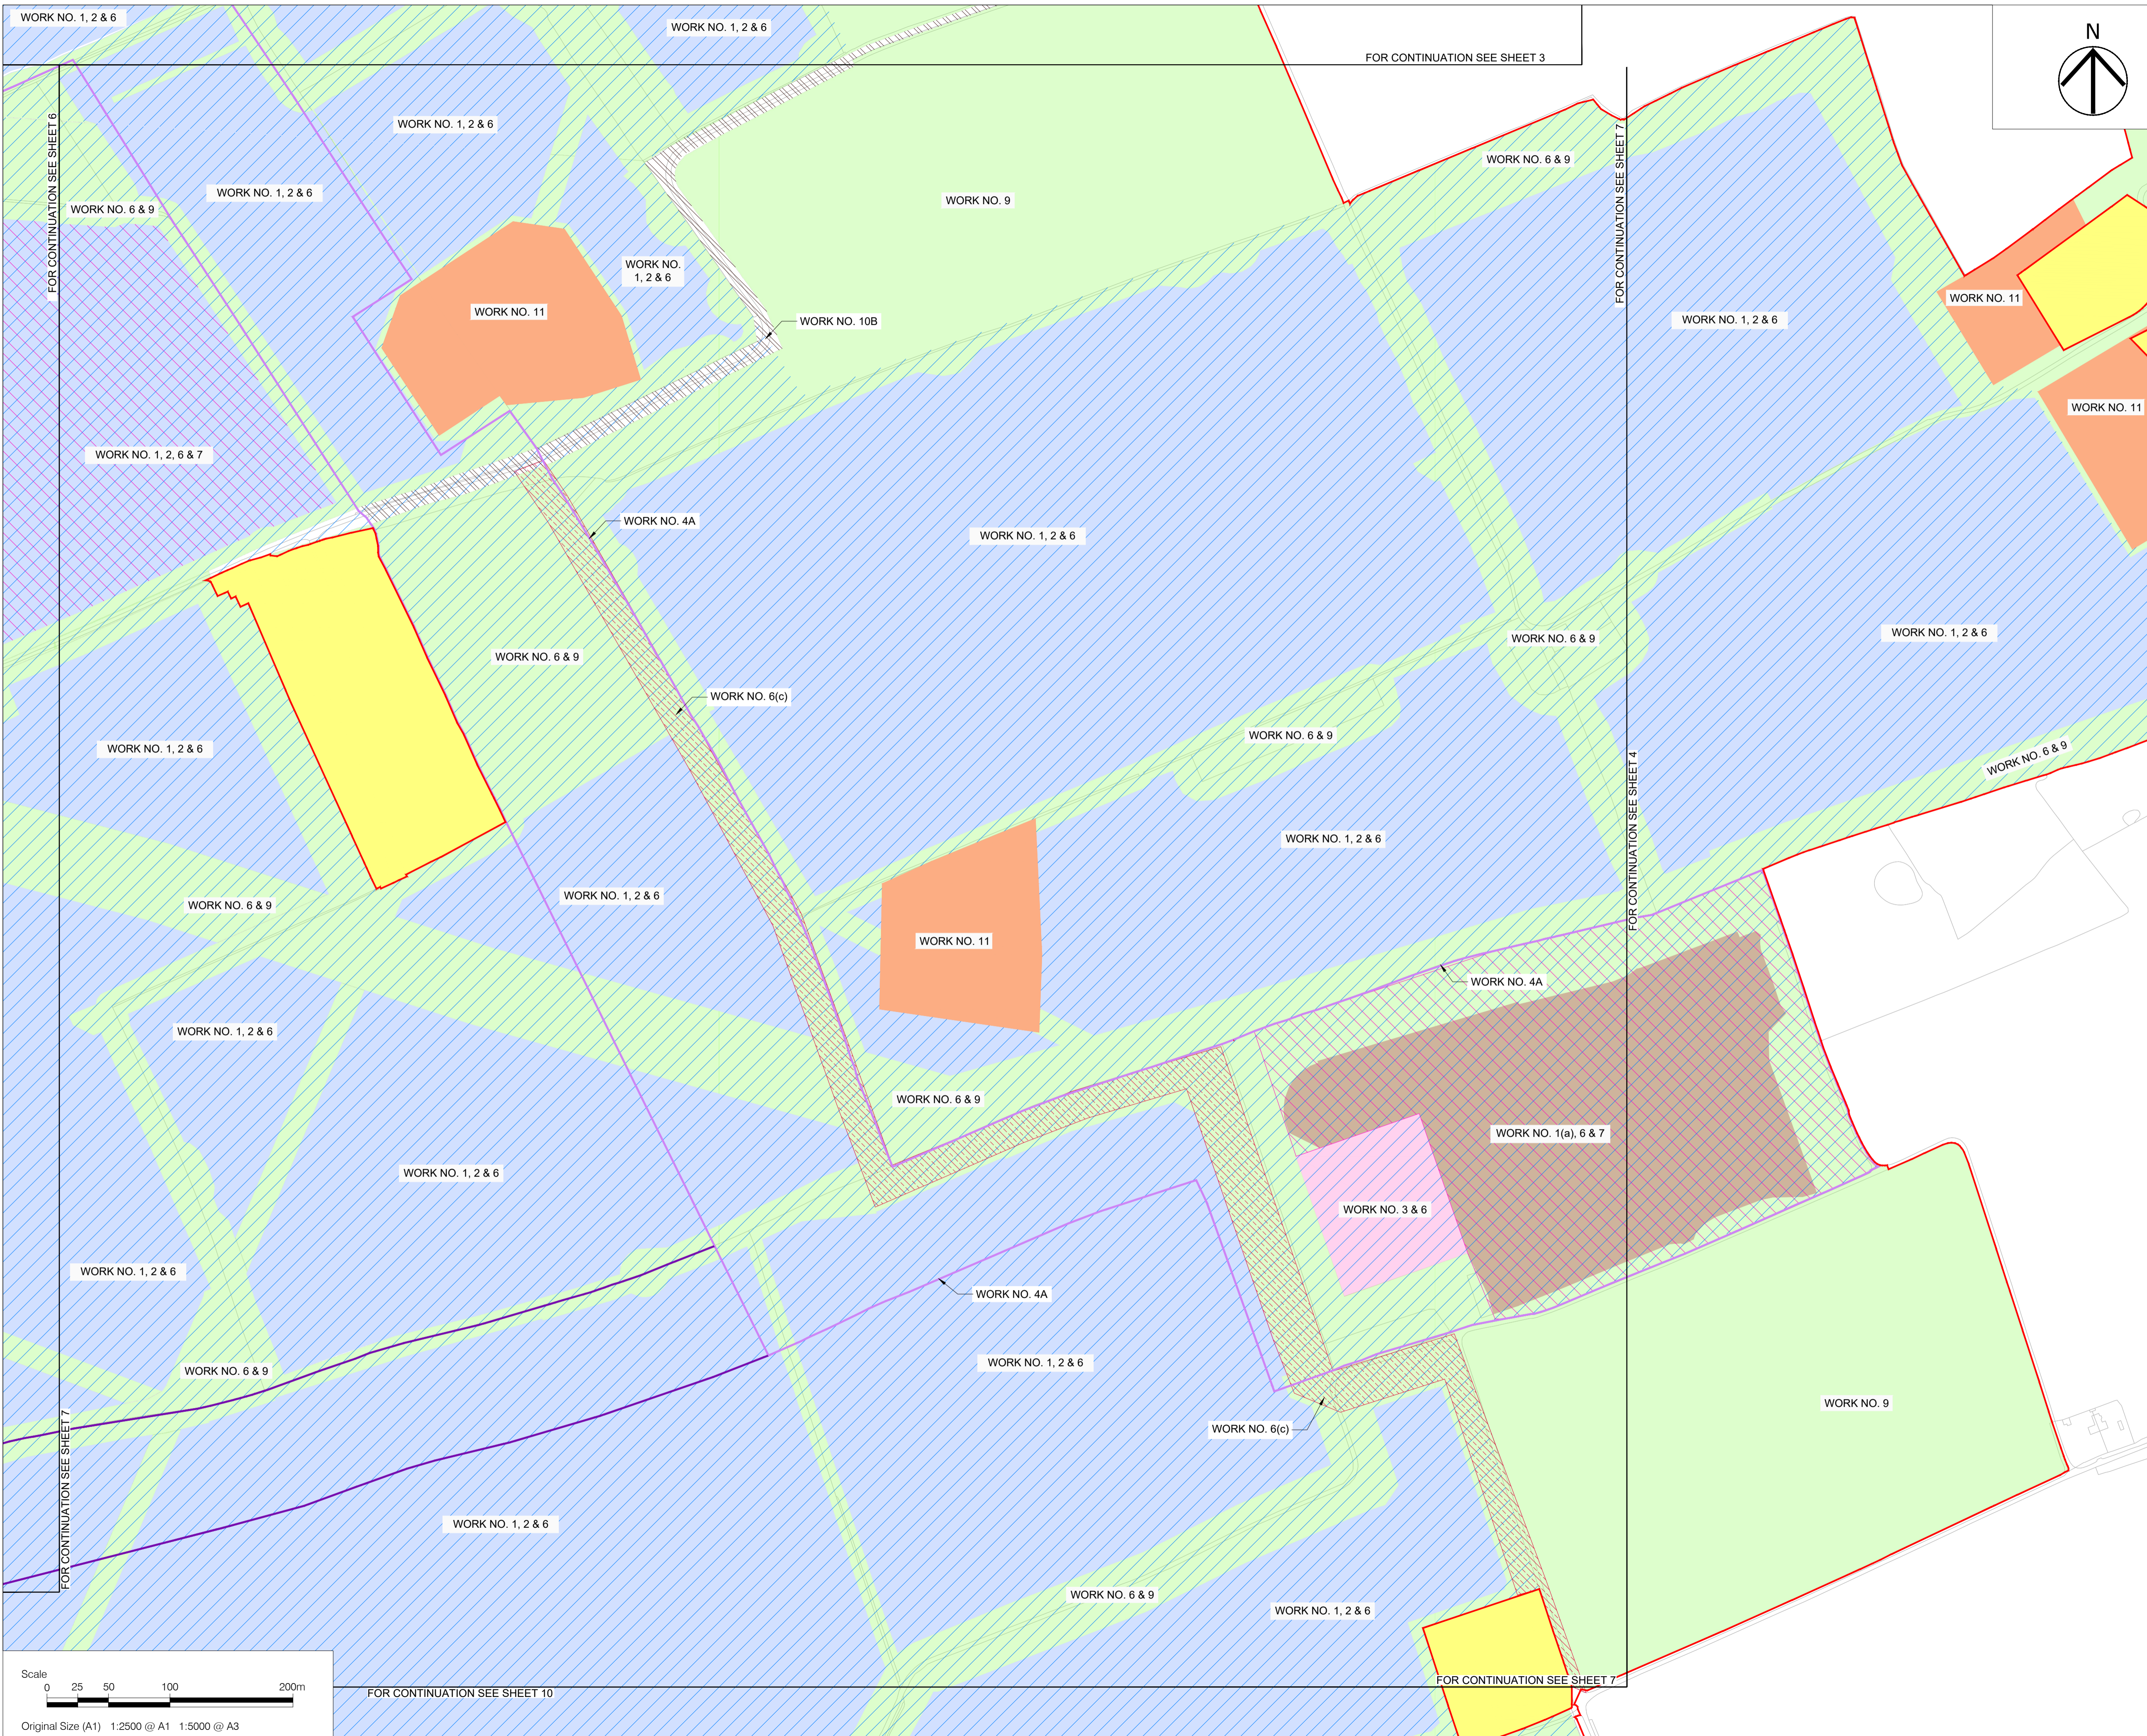 WORK NO. 1, 2 & 6
WORK NO. 1, 2 & 6
N
FOR CONTINUATION SEE SHEET 3
WORK NO. 1, 2 & 6
FOR CONTINUATION SEE SHEET 6
FOR CONTINUATION SEE SHEET 7
WORK NO. 6 & 9
WORK NO. 1, 2 & 6
WORK NO. 9
WORK NO. 6 & 9
WORK NO.
1, 2 & 6
WORK NO. 11
WORK NO. 11
WORK NO. 10B
WORK NO. 1, 2 & 6
WORK NO. 11
WORK NO. 1, 2, 6 & 7
WORK NO. 4A
WORK NO. 1, 2 & 6
WORK NO. 1, 2 & 6
WORK NO. 6 & 9
WORK NO. 6 & 9
WORK NO. 6(c)
WORK NO. 6 & 9
WORK NO. 1, 2 & 6
WORK NO. 6 & 9
FOR CONTINUATION SEE SHEET 4
WORK NO. 1, 2 & 6
WORK NO. 1, 2 & 6
WORK NO. 6 & 9
WORK NO. 11
WORK NO. 4A
WORK NO. 1, 2 & 6
WORK NO. 6 & 9
WORK NO. 1(a), 6 & 7
WORK NO. 1, 2 & 6
WORK NO. 3 & 6
WORK NO. 1, 2 & 6
WORK NO. 4A
WORK NO. 1, 2 & 6
WORK NO. 6 & 9
WORK NO. 9
WORK NO. 6(c)
FOR CONTINUATION SEE SHEET 7
WORK NO. 1, 2 & 6
WORK NO. 6 & 9
WORK NO. 1, 2 & 6
FOR CONTINUATION SEE SHEET 7
FOR CONTINUATION SEE SHEET 10
Scale
0 25 50 100 200m
Original Size (A1) 1:2500 @ A1 1:5000 @ A3